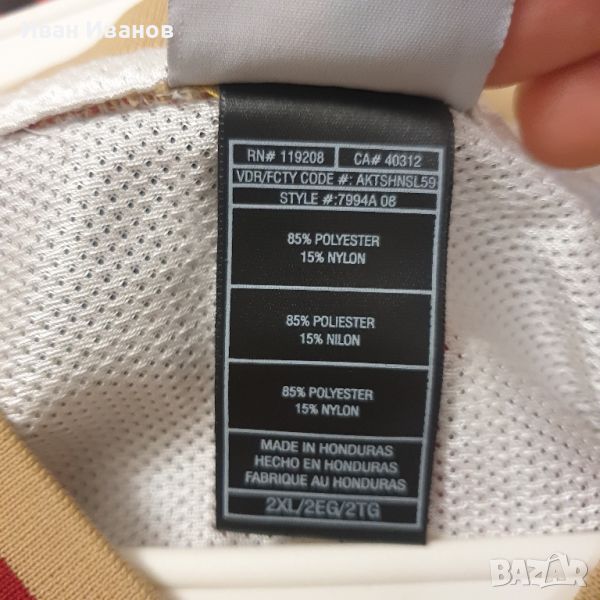 Иван Иванов
RN# 119208 CA# 40312
VDR/FCTY CODE #: AKTSHNSL59
STYLE #:7994A 08
85% POLYESTER
15% NYLON
85% POLIESTER
15% NILON
85% POLYESTER
15% NYLON
MADE IN HONDURAS
HECHO EN HONDURAS
FABRIQUE AU HONDURAS
2XL/2EG/2TG
BAZAR